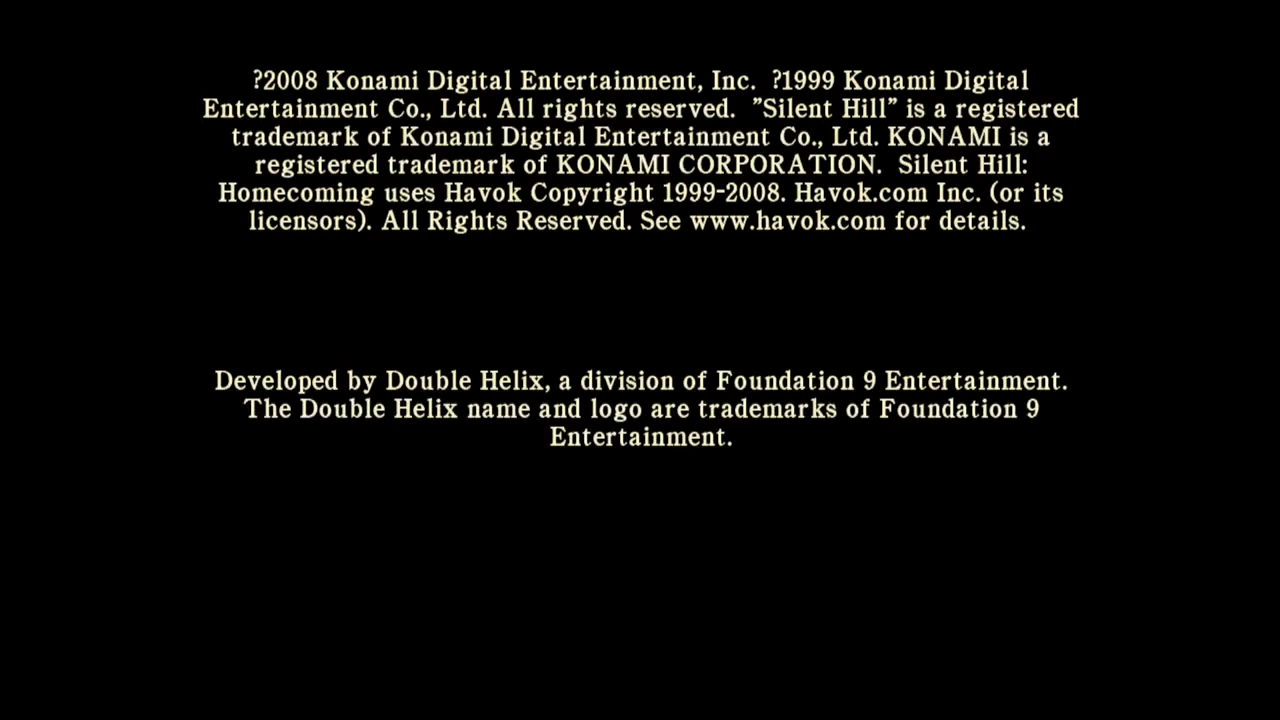 ?2008 Konami Digital Entertainment, Inc.  ?1999 Konami Digital
Entertainment Co., Ltd. All rights reserved.  "Silent Hill" is a registered
trademark of Konami Digital Entertainment Co., Ltd. KONAMI is a
registered trademark of KONAMI CORPORATION.  Silent Hill:
Homecoming uses Havok Copyright 1999-2008. Havok.com Inc. (or its
licensors). All Rights Reserved. See www.havok.com for details.
Developed by Double Helix, a division of Foundation 9 Entertainment.
The Double Helix name and logo are trademarks of Foundation 9
Entertainment.